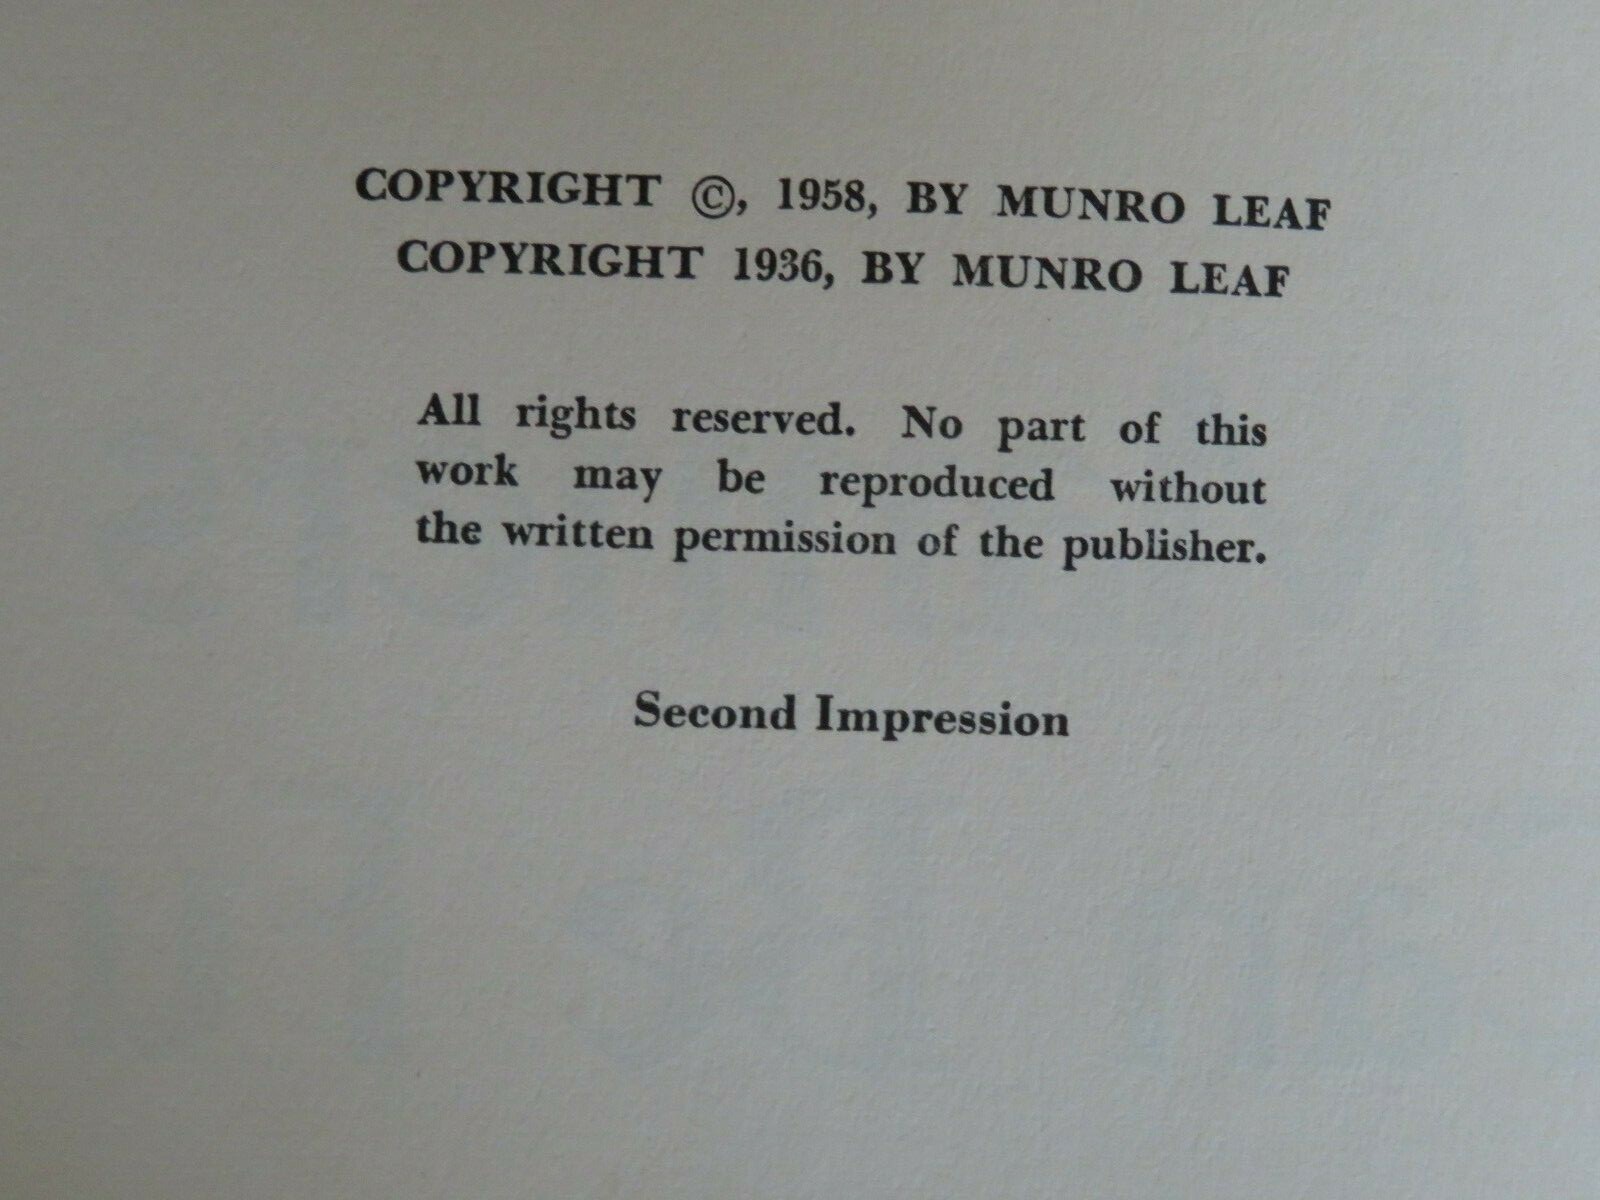 COPYRIGHT ©, 1958, BY MUNRO LEAF
COPYRIGHT 1936, BY MUNRO LEAF
All rights reserved. No part of this
work may be reproduced without
the written permission of the publisher.
Second Impression